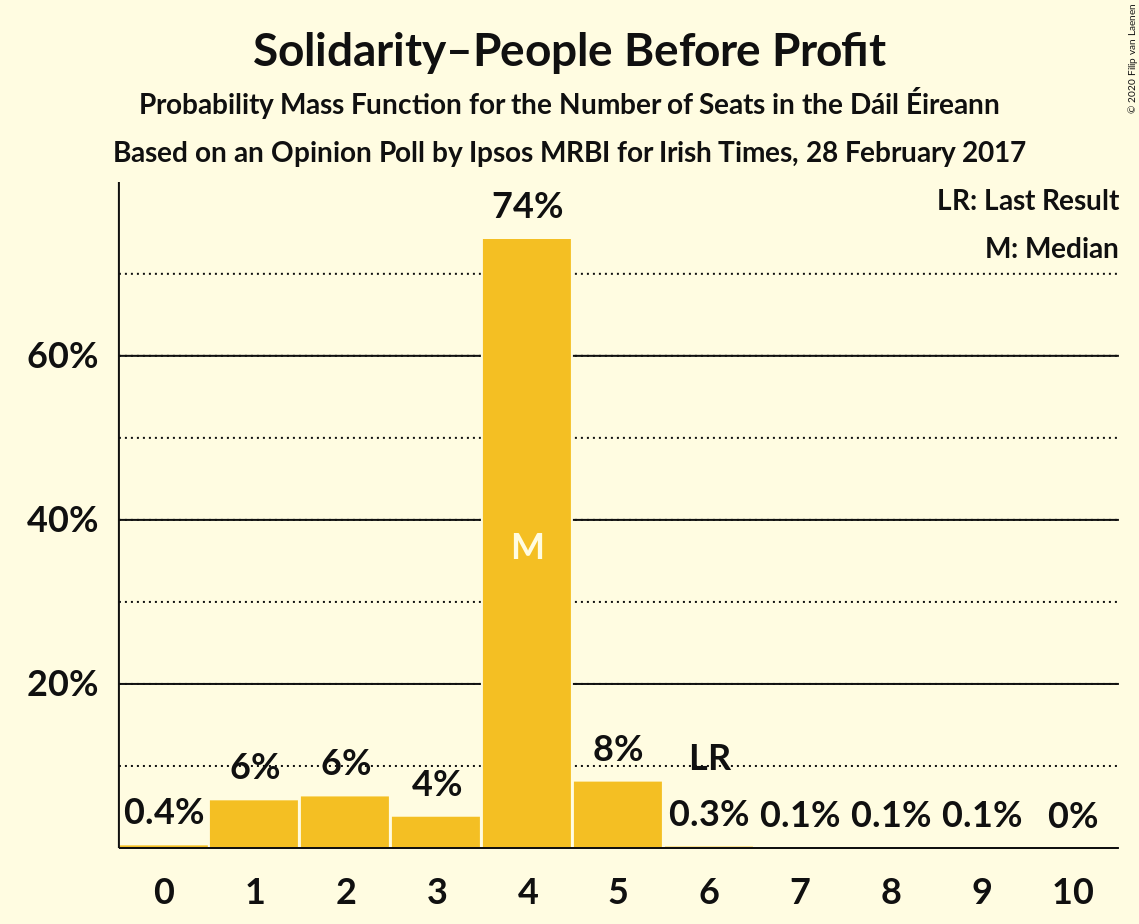 Solidarity–People Before Profit
Probability Mass Function for the Number of Seats in the Dáil Éireann
Based on an Opinion Poll by Ipsos MRBI for Irish Times, 28 February 2017
© 2020 Filip van Laenen
LR: Last Result
M: Median
74%
60%
40%
M
20%
8%
LR
6%
6%
4%
0.4%
0.3%
0.1%
0.1%
0.1%
0%
0 1 2 3 4 5 6 7 8 9 10